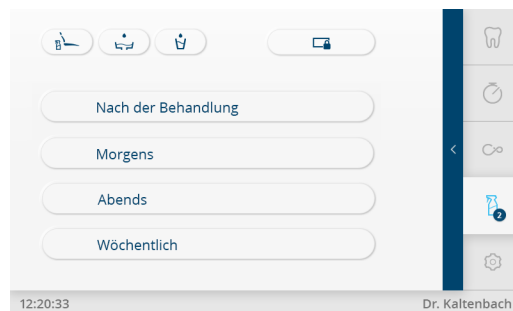 Nach der Behandlung
Morgens
Abends
2
Wöchentlich
12:20:33 Dr. Kaltenbach